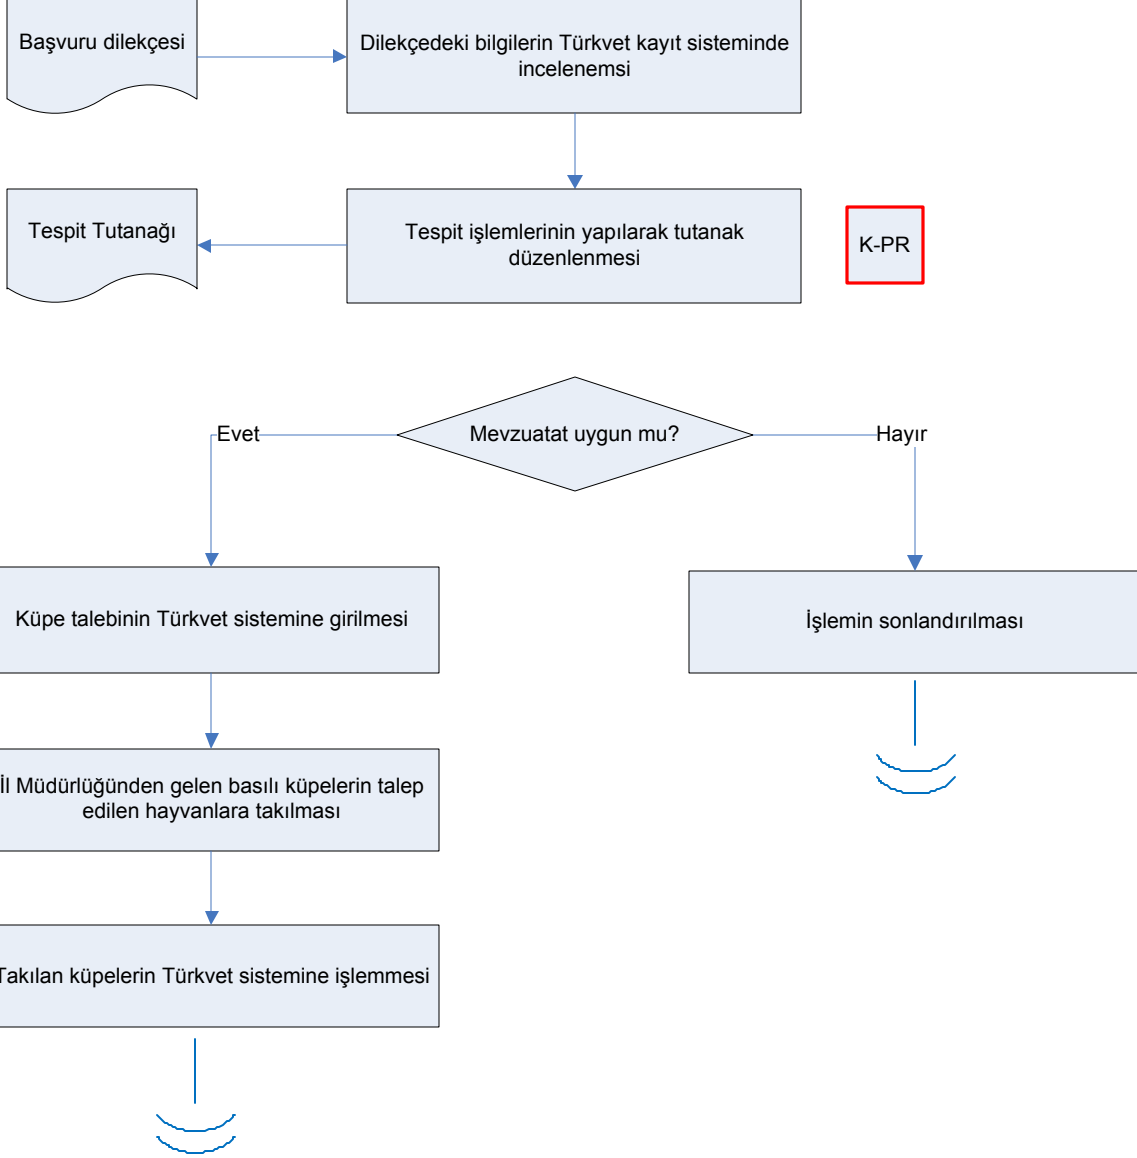 Başvuru dilekçesi
Dilekçedeki bilgilerin Türkvet kayıt sisteminde
incelenemsi
Tespit Tutanağı
Tespit işlemlerinin yapılarak tutanak
düzenlenmesi
K-PR
Mevzuatat uygun mu?
Evet
Hayır
Küpe talebinin Türkvet sistemine girilmesi
İşlemin sonlandırılması
İl Müdürlüğünden gelen basılı küpelerin talep
edilen hayvanlara takılması
Takılan küpelerin Türkvet sistemine işlemmesi